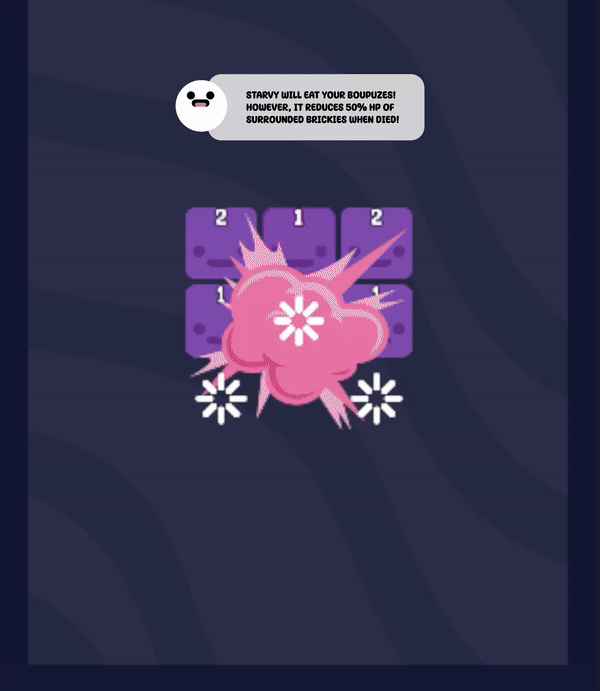 STARVY WILL EAT YOUR BOUPUZES!
HOWEVER, IT REDUCES 50% HP OF
SURROUNDED BRICKIES WHEN DIED!
2 1 2
1 1